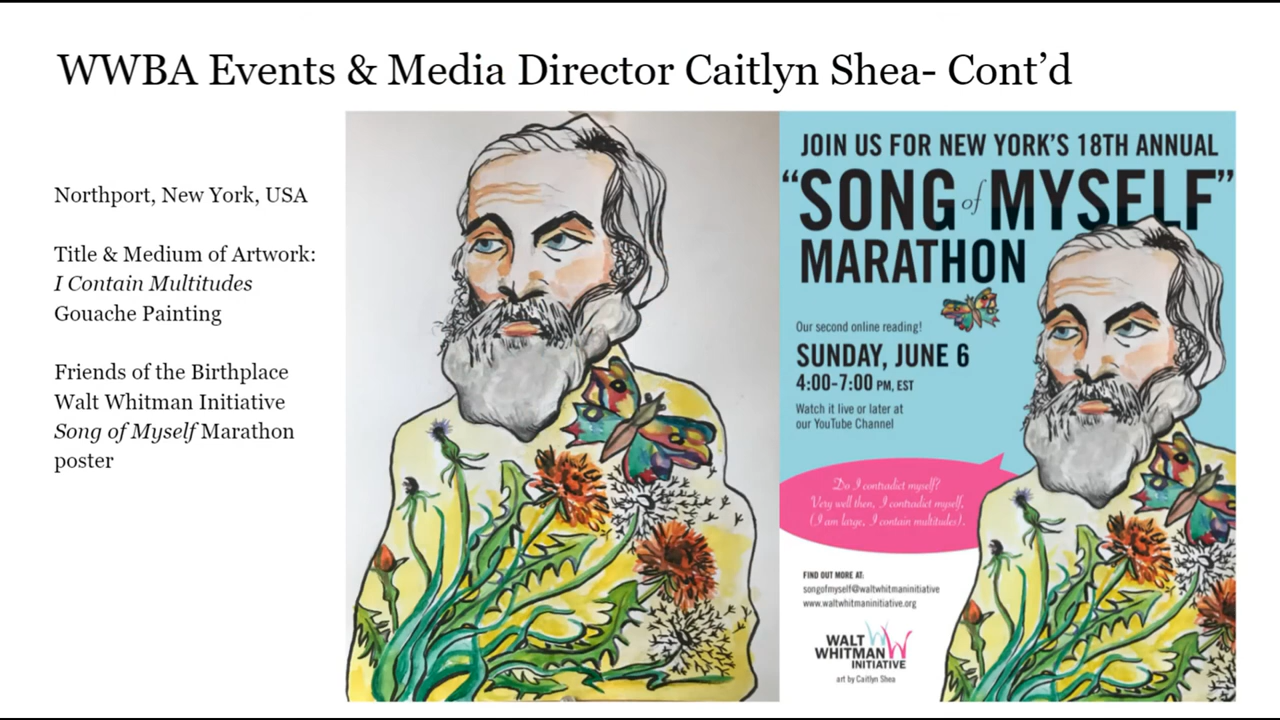 WWBA Events & Media Director Caitlyn Shea- Cont’d
Northport, New York, USA
Title & Medium of Artwork:
I Contain Multitudes
Gouache Painting
Friends of the Birthplace
Walt Whitman Initiative
Song of Myself Marathon
poster
JOIN US FOR NEW YORK’S 18TH ANNUAL
“SONG of MYSELF”
MARATHON
Our second online reading!
SUNDAY, JUNE 6
4:00-7:00 PM, EST
Watch it live or later at
our YouTube Channel
Do I contradict myself?
Very well then, I contradict myself,
(I am large, I contain multitudes).
FIND OUT MORE AT:
songofmyself@waltwhitmaninitiative
www.waltwhitmaninitiative.org
WALT
WHITMAN
INITIATIVE
art by Caitlyn Shea